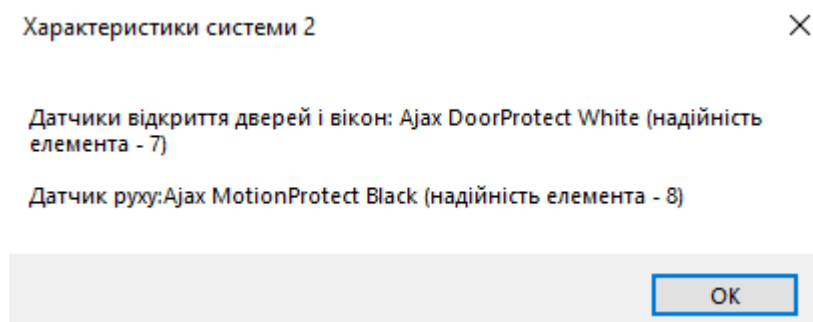 Характеристики системи 2
Датчики відкриття дверей і вікон: Ajax DoorProtect White (надійність
елемента - 7)
Датчик руху:Ajax MotionProtect Black (надійність елемента - 8)
OK